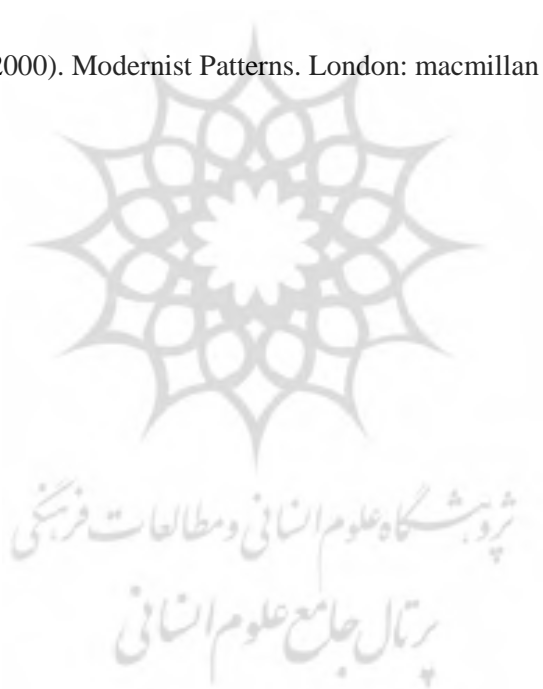 2000). Modernist Patterns. London: macmillan
پژوهشگاه علوم انسانی و مطالعات فرهنگی
پرتال جامع علوم انسانی